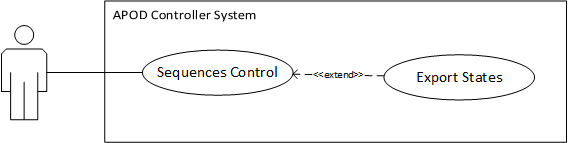 APOD Controller System
Sequences Control
<<extend>>
Export States